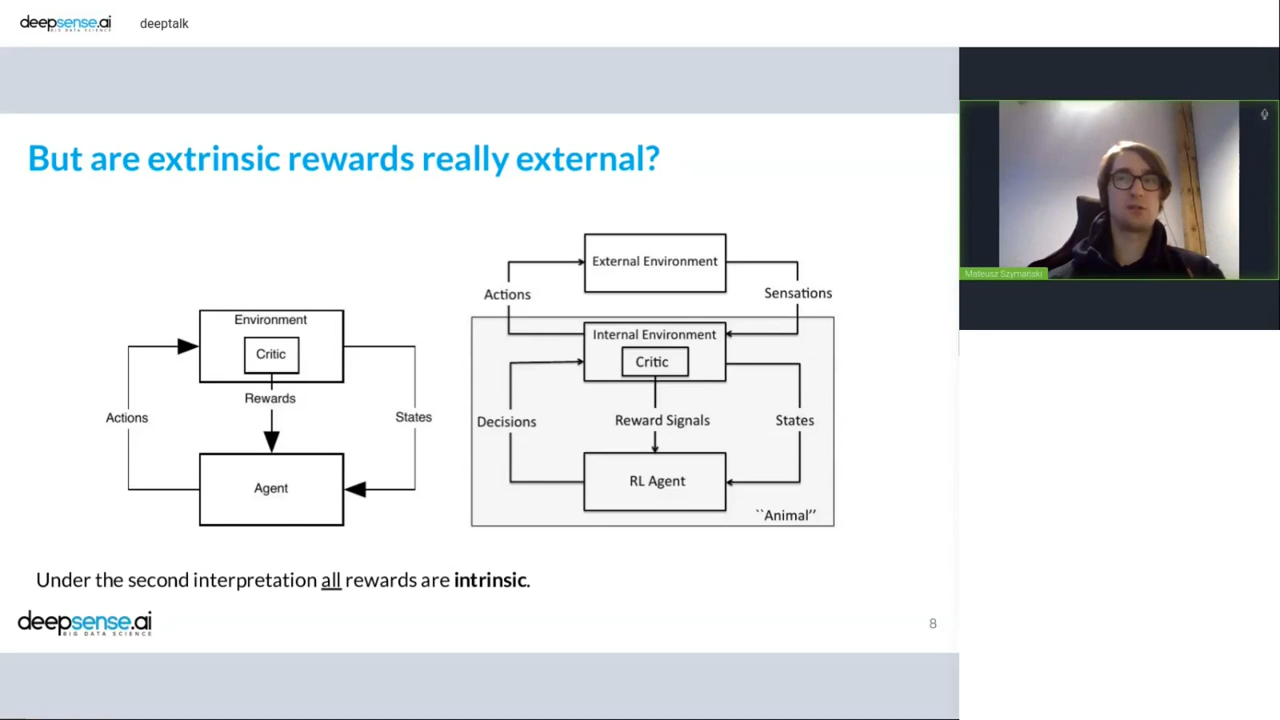 deepsense.ai
BIG DATA SCIENCE
deeptalk
But are extrinsic rewards really external?
Environment
Critic
Rewards
Actions
States
Agent
External Environment
Actions
Sensations
Internal Environment
Critic
Decisions
Reward Signals
States
RL Agent
``Animal’’
Under the second interpretation all rewards are intrinsic.
deepsense.ai
BIG DATA SCIENCE
8
Mateusz Szymański